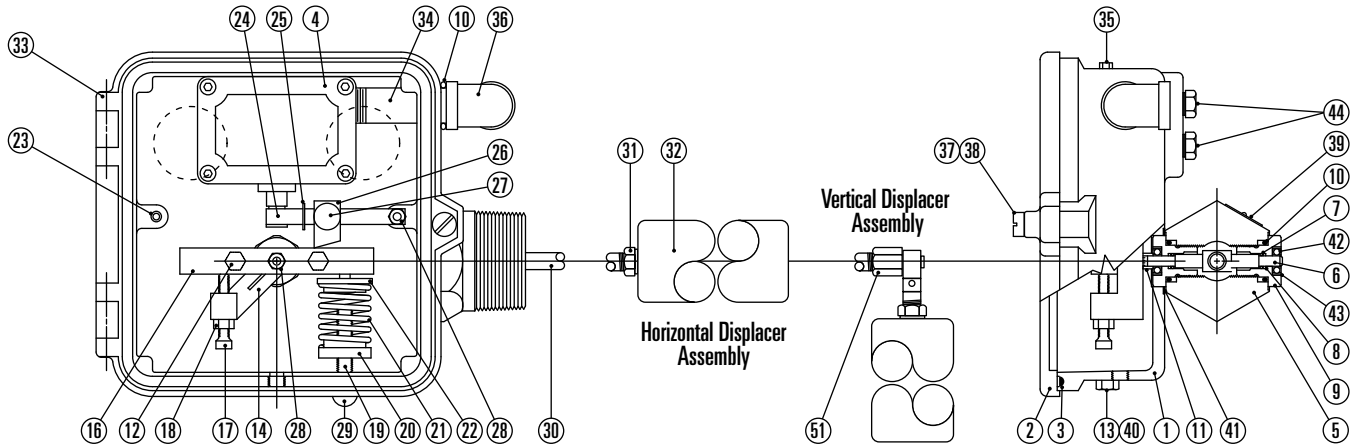 24 25 4 34 10 36
33
23
26
27
16 12 18 17 14 28 29 19 20 21 22 28 30
31 32
Horizontal Displacer
Assembly
Vertical Displacer
Assembly
51
35
37 38
44
39
10
7
42
6
43
8
9
5
2 3 13 40 1 11 41